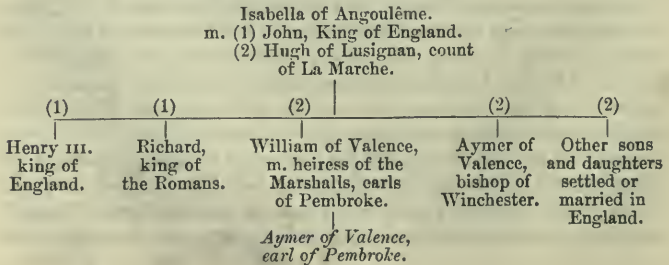 Isabella of Angoulême.
m. (1) John, King of England.
(2) Hugh of Lusignan, count
of La Marche.
(1) (1) (2) (2) (2)
Henry III.
king of
England.
Richard,
king of
the Romans.
William of Valence,
m. heiress of the
Marshalls, earls
of Pembroke.
Aymer of Valence,
earl of Pembroke.
Aymer of
Valence,
bishop of
Winchester.
Other sons
and daughters
settled or
married in
England.